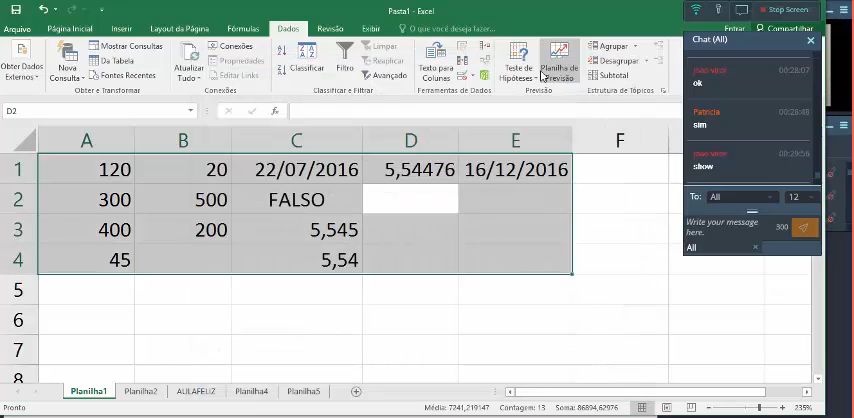 Pasta1 - Excel
Stop Screen
Arquivo Página Inicial Inserir Layout da Página Fórmulas Dados Revisão Exibir O que você deseja fazer...
Entrar Compartilhar
Obter Dados Externos
Nova Consulta
Mostrar Consultas
Da Tabela
Fontes Recentes
Obter e Transformar
Atualizar Tudo
Conexões
Propriedades
Editar Links
Conexões
Classificar
Filtro
Limpar
Reaplicar
Avançado
Classificar e Filtrar
Texto para Colunas
Ferramentas de Dados
Teste de Hipóteses
Planilha de Previsão
Previsão
Agrupar
Desagrupar
Subtotal
Estrutura de Tópicos
D2
fx
A B C D E F
1 120 20 22/07/2016 5,54476 16/12/2016
2 300 500 FALSO
3 400 200 5,545
4 45 5,54
5
6
7
8
Planilha1 Planilha2 AULAFELIZ Planilha4 Planilha5
Pronto
Média: 7241,219147 Contagem: 13 Soma: 86894,62976
235%
Chat (All)
00:28:07
ok
Patricia 00:26:48
sim
00:29:56
show
To: All 12
Write your message here.
300
All